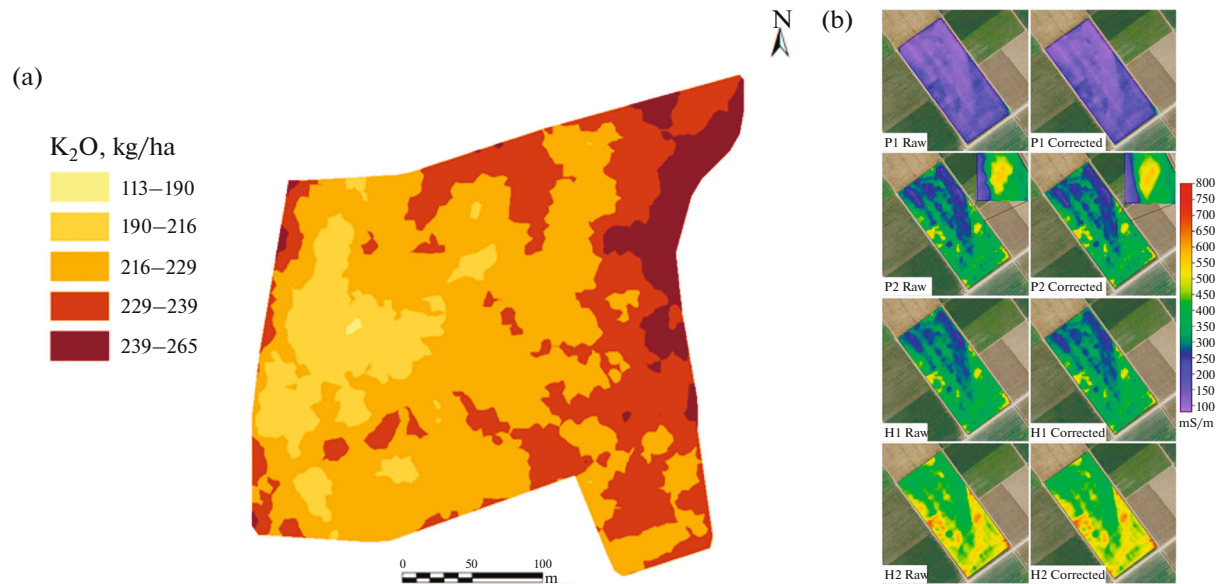 (a)
K₂O, kg/ha
113–190
190–216
216–229
229–239
239–265
N
0 50 100
m
(b)
P1 Raw
P1 Corrected
P2 Raw
P2 Corrected
H1 Raw
H1 Corrected
H2 Raw
H2 Corrected
800
750
700
650
600
550
500
450
400
350
300
250
200
150
100
mS/m